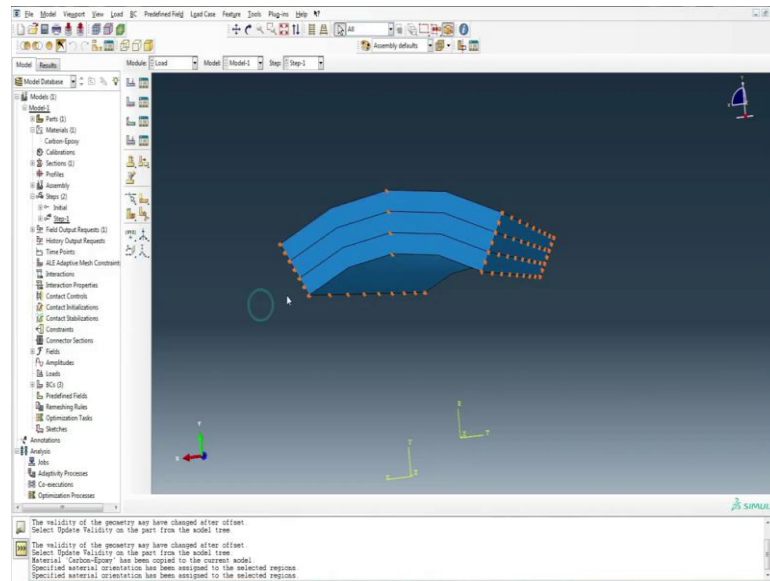 File Model Viewport View Load BC Predefined Field Load Case Feature Tools Plug-ins Help
All
Assembly defaults
Model Results
Module: Load Model: Model-1 Step: Step-1
Model Database
Models (1)
Model-1
Parts (1)
Materials (1)
Carbon-Epoxy
Calibrations
Sections (1)
Profiles
Assembly
Steps (2)
Initial
Step-1
Field Output Requests (1)
History Output Requests
Time Points
ALE Adaptive Mesh Constraint
Interactions
Interaction Properties
Contact Controls
Contact Initializations
Contact Stabilizations
Constraints
Connector Sections
Fields
Amplitudes
Loads
BCs (3)
Predefined Fields
Remeshing Rules
Optimization Tasks
Sketches
Annotations
Analysis
Jobs
Adaptivity Processes
Co-executions
Optimization Processes
SIMUL
The validity of the geometry may have changed after offset.
Select Update Validity on the part from the model tree.
The validity of the geometry may have changed after offset.
Select Update Validity on the part from the model tree.
Material 'Carbon-Epoxy' has been copied to the current model.
Specified material orientation has been assigned to the selected regions.
Specified material orientation has been assigned to the selected regions.